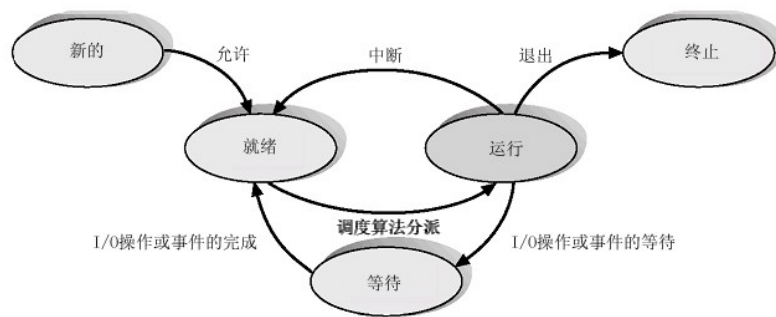 新的
允许
中断
退出
终止
就绪
运行
调度算法分派
I/O操作或事件的完成
I/O操作或事件的等待
等待